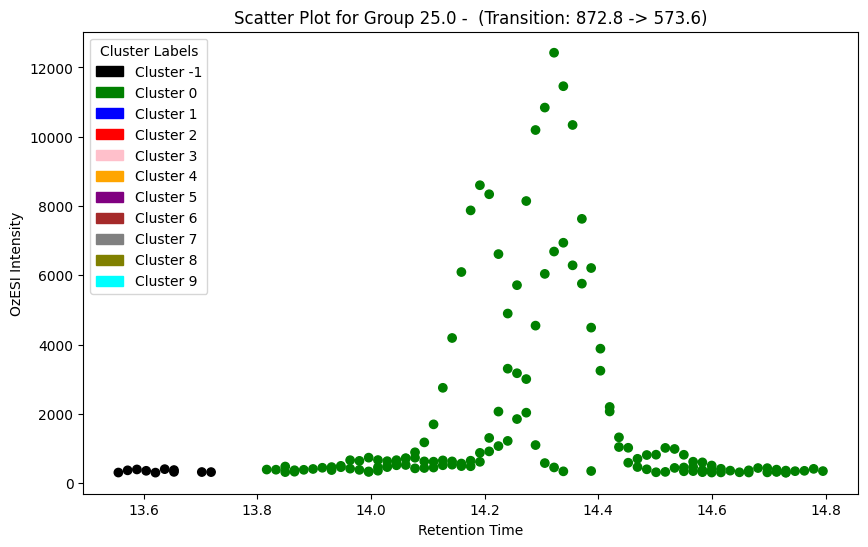 Scatter Plot for Group 25.0 -  (Transition: 872.8 -> 573.6)
Cluster Labels
Cluster -1
Cluster 0
Cluster 1
Cluster 2
Cluster 3
Cluster 4
Cluster 5
Cluster 6
Cluster 7
Cluster 8
Cluster 9
OzESI Intensity
12000
10000
8000
6000
4000
2000
0
13.6 13.8 14.0 14.2 14.4 14.6 14.8
Retention Time